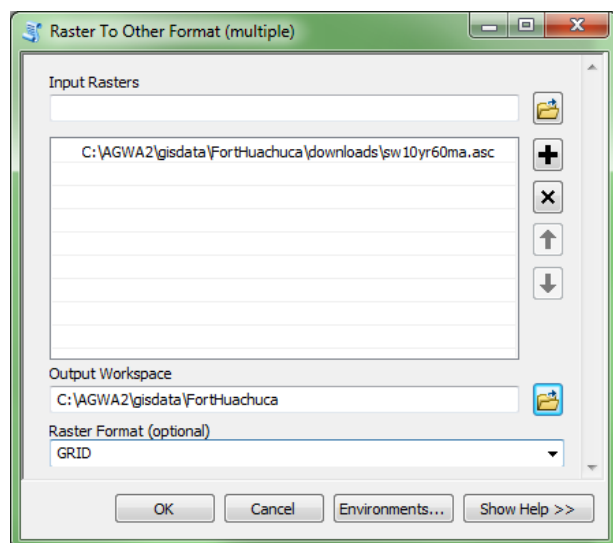 Raster To Other Format (multiple)
Input Rasters
C:\AGWA2\gisdata\FortHuachuca\downloads\sw10yr60ma.asc
Output Workspace
C:\AGWA2\gisdata\FortHuachuca
Raster Format (optional)
GRID
OK Cancel Environments... Show Help >>